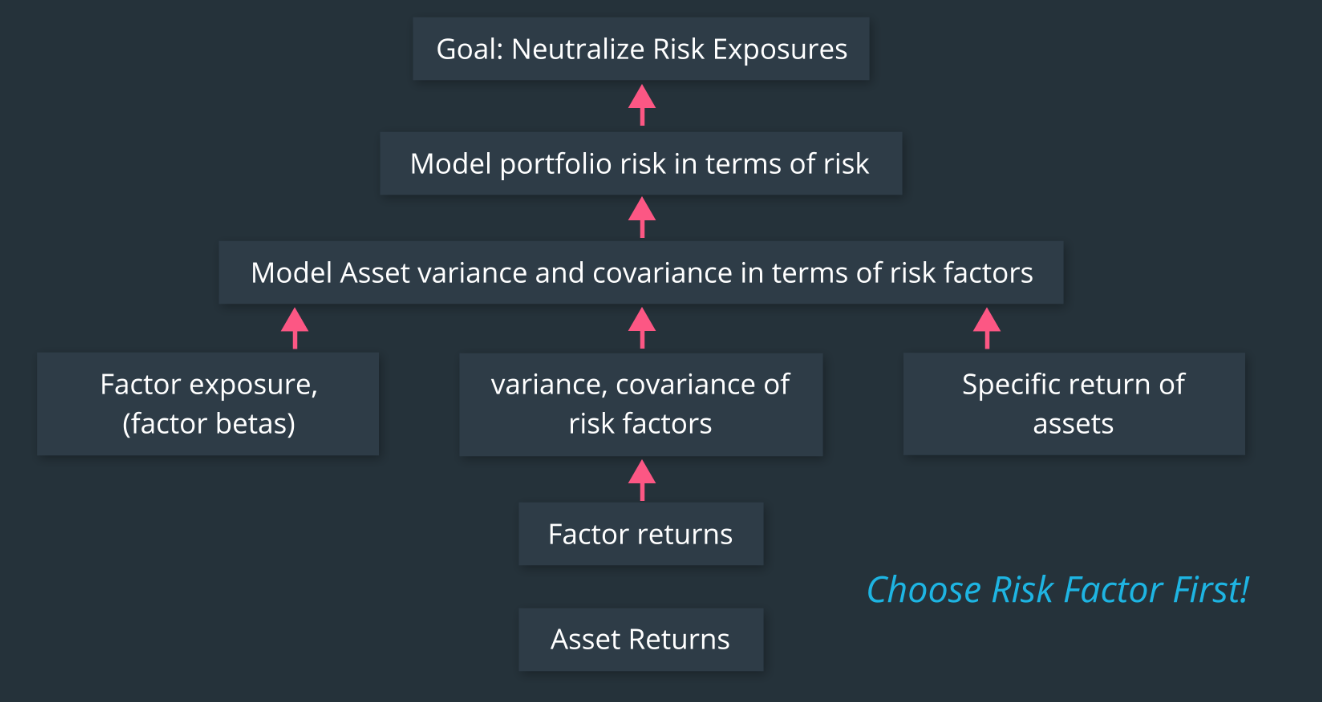 Goal: Neutralize Risk Exposures
Model portfolio risk in terms of risk
Model Asset variance and covariance in terms of risk factors
Factor exposure,
(factor betas)
variance, covariance of
risk factors
Specific return of
assets
Factor returns
Choose Risk Factor First!
Asset Returns